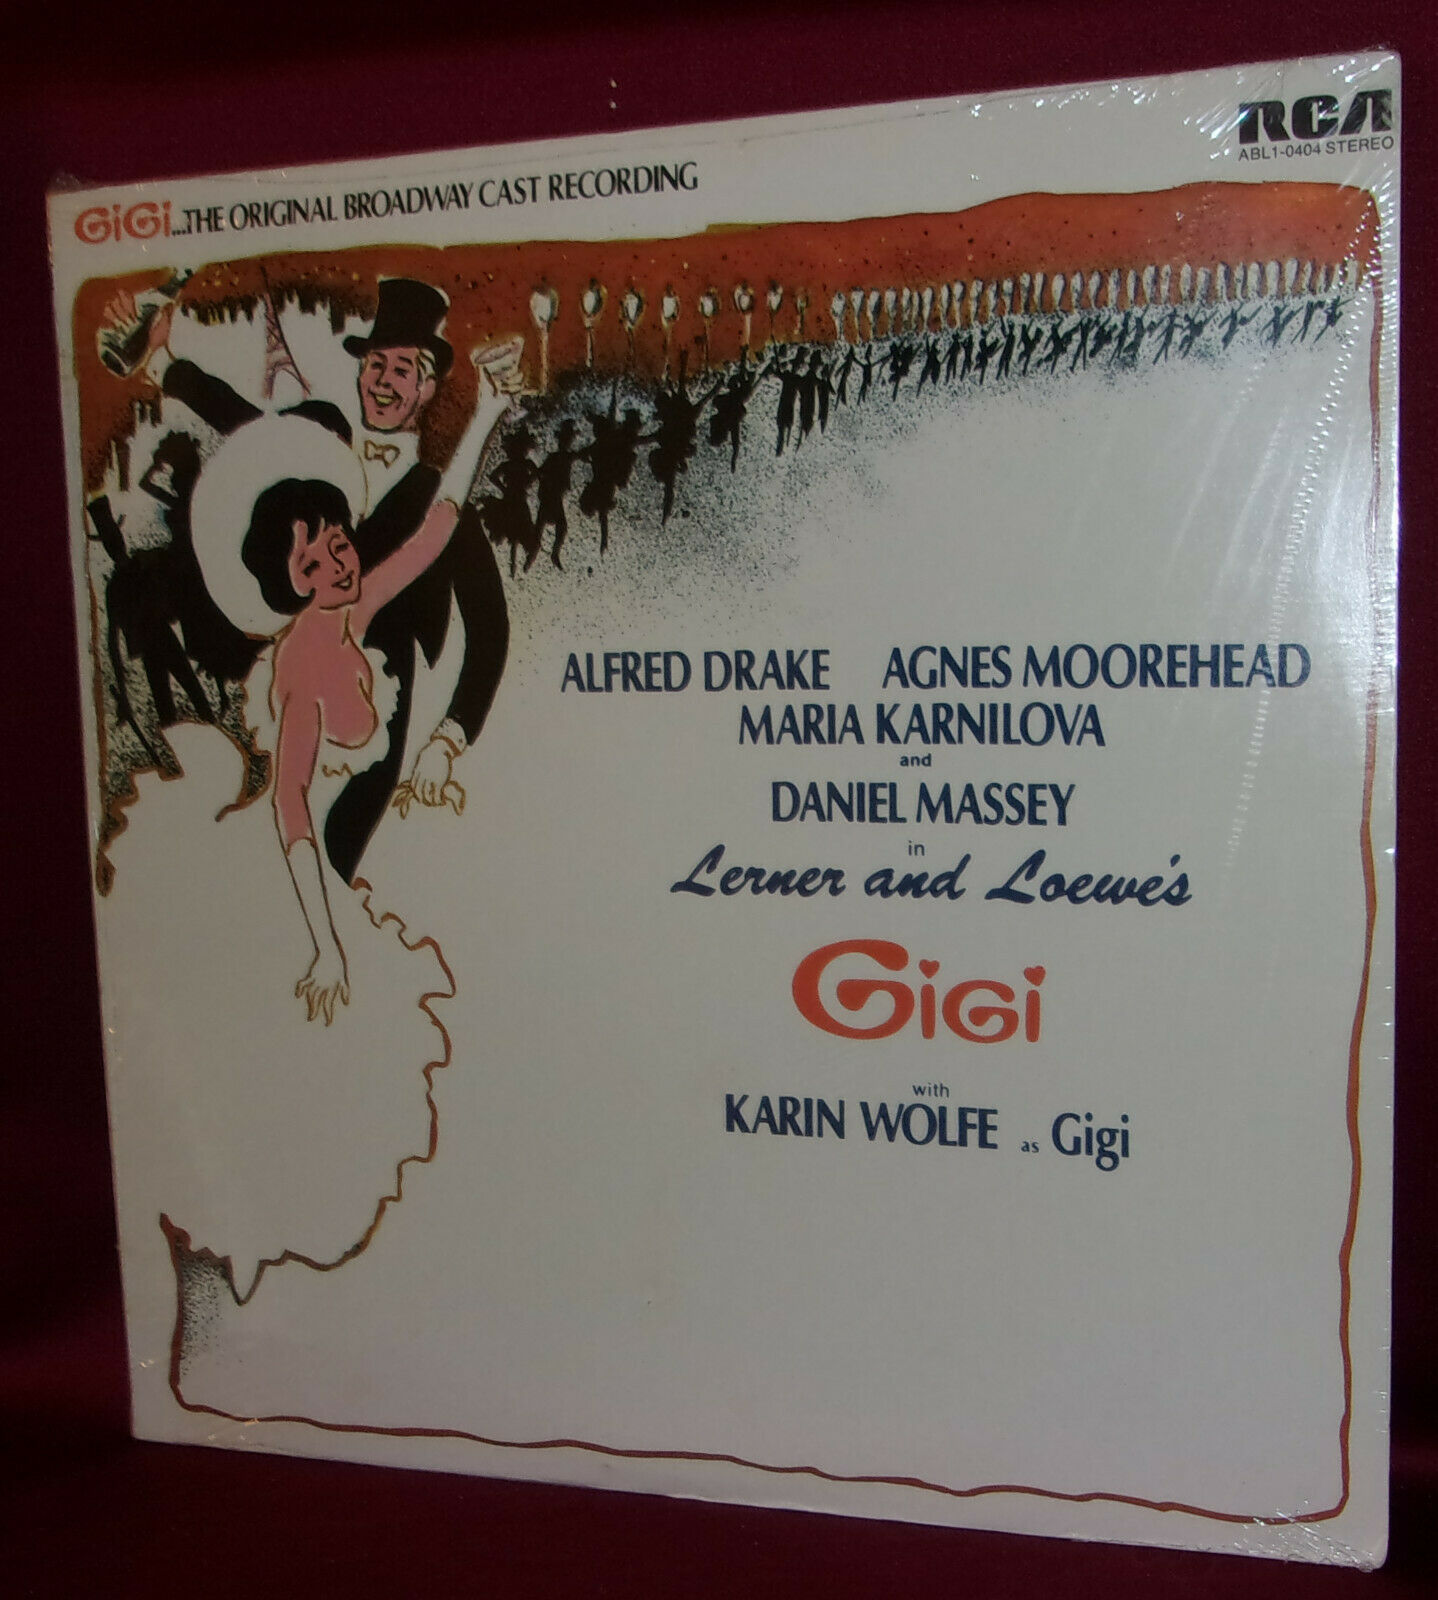 RCA
ABL1-0404 STEREO
GiGi...THE ORIGINAL BROADWAY CAST RECORDING
ALFRED DRAKE AGNES MOOREHEAD
MARIA KARNILOVA
and
DANIEL MASSEY
in
Lerner and Loewe's
GiGi
with
KARIN WOLFE as Gigi